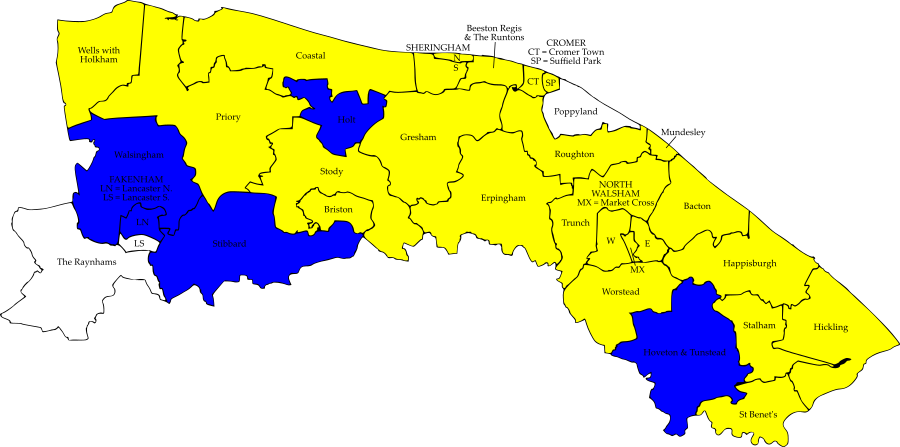 Beeston Regis
& The Runtons
SHERINGHAM
CROMER
CT = Cromer Town
SP = Suffield Park
Wells with
Holkham
Coastal
N
S
CT
SP
Priory
Holt
Poppyland
Gresham
Mundesley
Walsingham
Roughton
Stody
FAKENHAM
LN = Lancaster N.
LS = Lancaster S.
NORTH
WALSHAM
MX = Market Cross
Erpingham
Briston
Bacton
LN
Trunch
LS
Stibbard
W
E
The Raynhams
MX
Happisburgh
Worstead
Stalham
Hickling
Hoveton & Tunstead
St Benet's